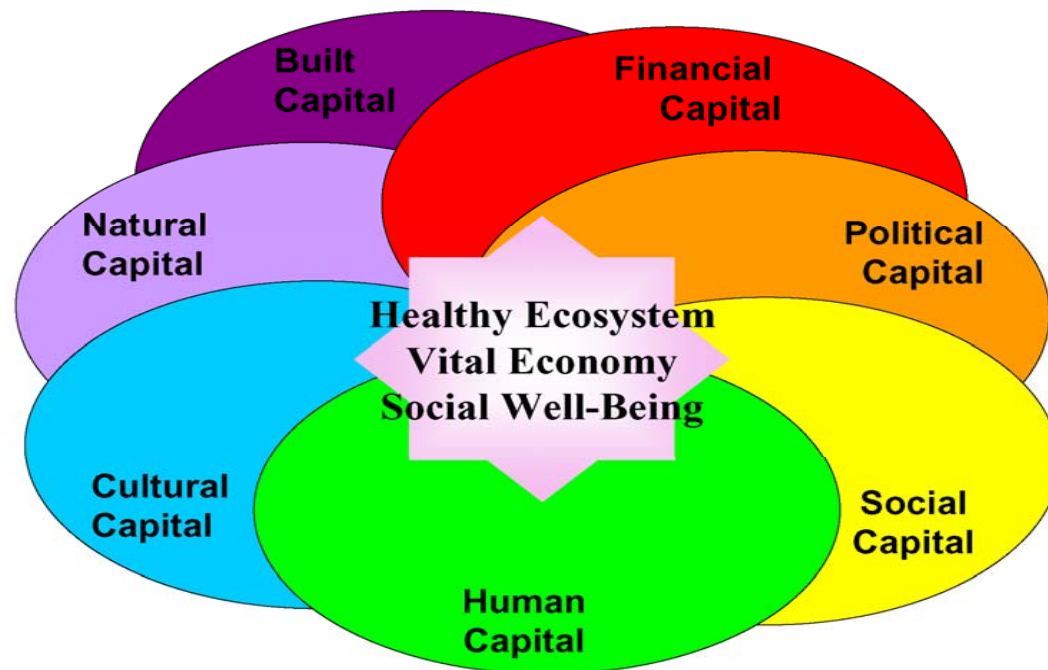 Built
Capital
Financial
Capital
Natural
Capital
Political
Capital
Healthy Ecosystem
Vital Economy
Social Well-Being
Cultural
Capital
Social
Capital
Human
Capital